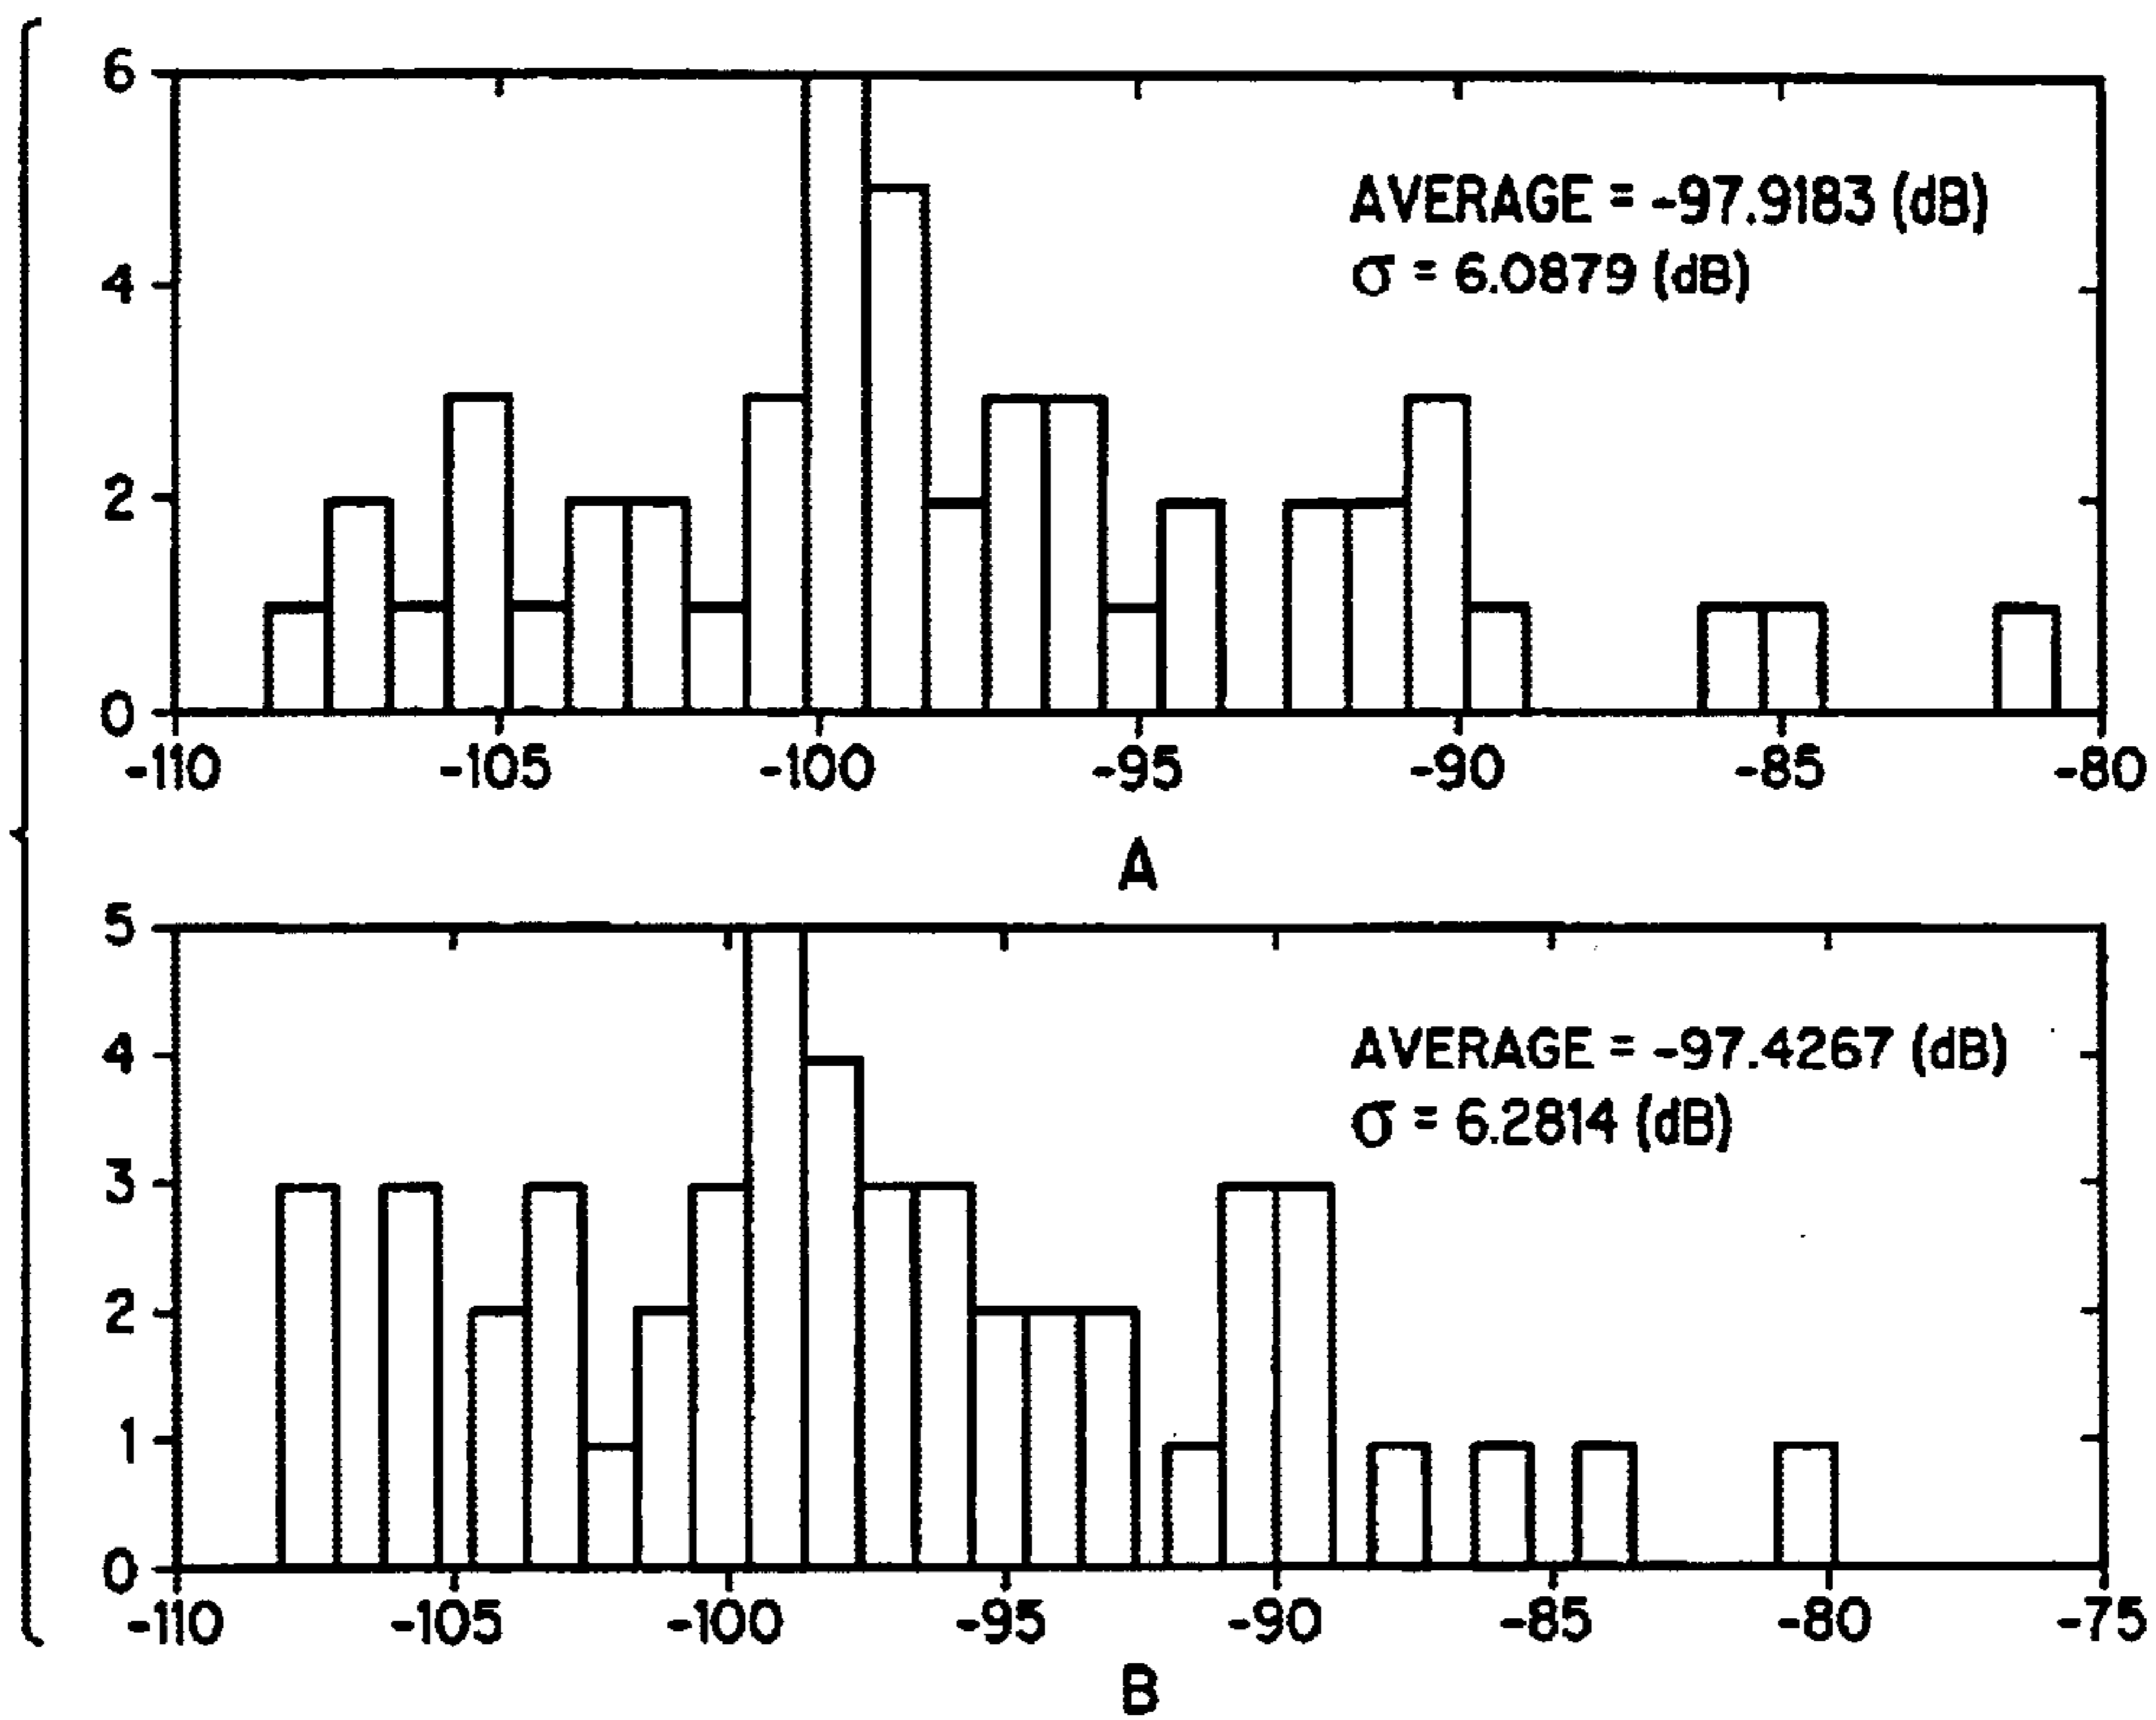 6
AVERAGE = -97.9183 (dB)
σ = 6.0879 (dB)
4
2
0
-110 -105 -100 -95 -90 -85 -80
A
5
AVERAGE = -97.4267 (dB)
4
σ = 6.2814 (dB)
3
2
1
0
-110 -105 -100 -95 -90 -85 -80 -75
B